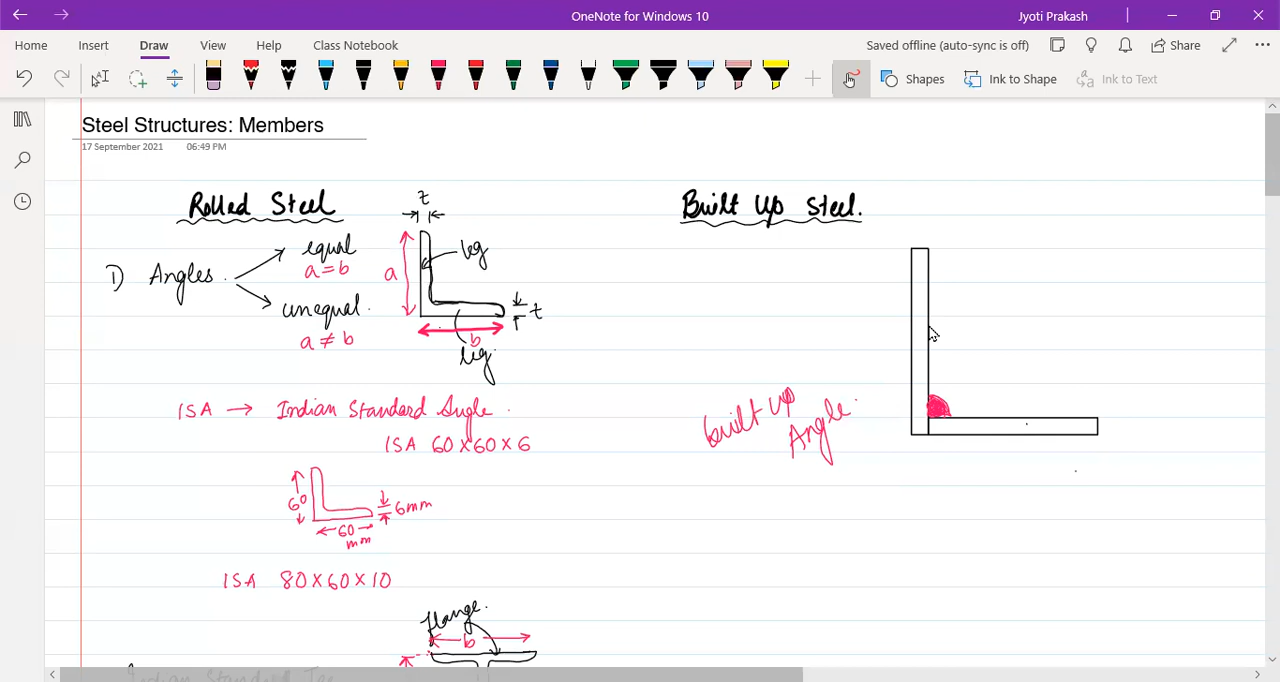 OneNote for Windows 10
Jyoti Prakash
Home Insert Draw View Help Class Notebook
Saved offline (auto-sync is off) Share
Shapes Ink to Shape Ink to Text
Steel Structures: Members
17 September 2021 06:49 PM
Rolled Steel
t
1) Angles
equal
a = b
unequal.
a ≠ b
a
leg
t
b
leg
ISA → Indian Standard Angle.
ISA 60×60×6
60
6mm
60
mm
ISA 80×60×10
flange.
b
Indian Standard Tee
Built Up Steel.
Built Up
Angle.